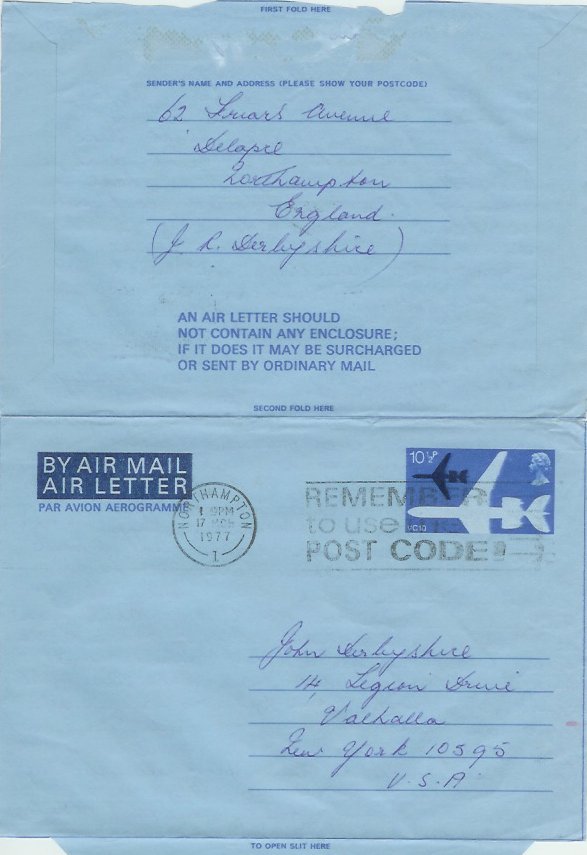 FIRST FOLD HERE
SENDER'S NAME AND ADDRESS (PLEASE SHOW YOUR POSTCODE)
62 Friars Avenue
Delapre
Northampton
England.
(J. R. Derbyshire)
AN AIR LETTER SHOULD
NOT CONTAIN ANY ENCLOSURE;
IF IT DOES IT MAY BE SURCHARGED
OR SENT BY ORDINARY MAIL
SECOND FOLD HERE
BY AIR MAIL
AIR LETTER
PAR AVION AEROGRAMME
NORTHAMPTON
PM
17
1977
I
REMEMBER
to use the
POST CODE
10½P
VC10
John Derbyshire
14, Legion Drive
Valhalla
New York 10595
U.S.A.
TO OPEN SLIT HERE